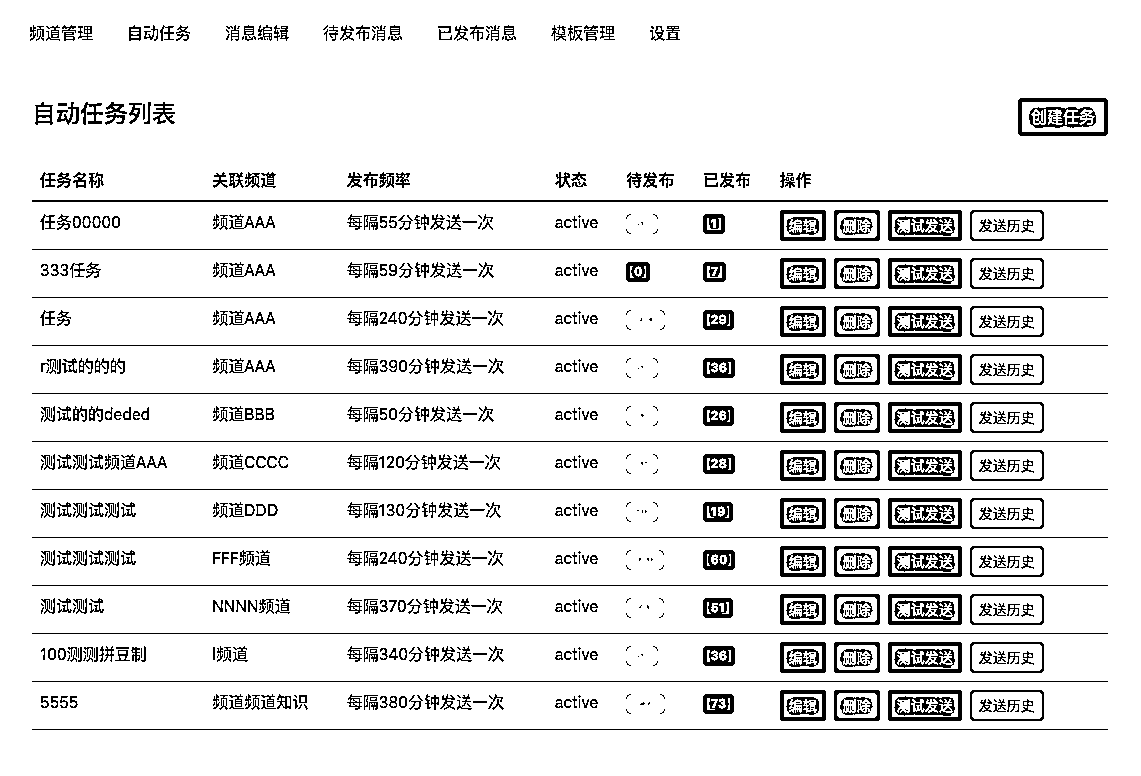 频道管理 自动任务 消息编辑 待发布消息 已发布消息 模板管理 设置
自动任务列表 创建任务
任务名称 关联频道 发布频率 状态 待发布 已发布 操作
任务00000 频道AAA 每隔55分钟发送一次 active [1] 编辑 删除 测试发送 发送历史
333任务 频道AAA 每隔59分钟发送一次 active [0] [7] 编辑 删除 测试发送 发送历史
任务 频道AAA 每隔240分钟发送一次 active [29] 编辑 删除 测试发送 发送历史
r测试的的的 频道AAA 每隔390分钟发送一次 active [36] 编辑 删除 测试发送 发送历史
测试的的deded 频道BBB 每隔50分钟发送一次 active [26] 编辑 删除 测试发送 发送历史
测试测试频道AAA 频道CCCC 每隔120分钟发送一次 active [28] 编辑 删除 测试发送 发送历史
测试测试测试 频道DDD 每隔130分钟发送一次 active [19] 编辑 删除 测试发送 发送历史
测试测试测试 FFF频道 每隔240分钟发送一次 active [60] 编辑 删除 测试发送 发送历史
测试测试 NNNN频道 每隔370分钟发送一次 active [51] 编辑 删除 测试发送 发送历史
100测测拼豆制 I频道 每隔340分钟发送一次 active [36] 编辑 删除 测试发送 发送历史
5555 频道频道知识 每隔380分钟发送一次 active [73] 编辑 删除 测试发送 发送历史